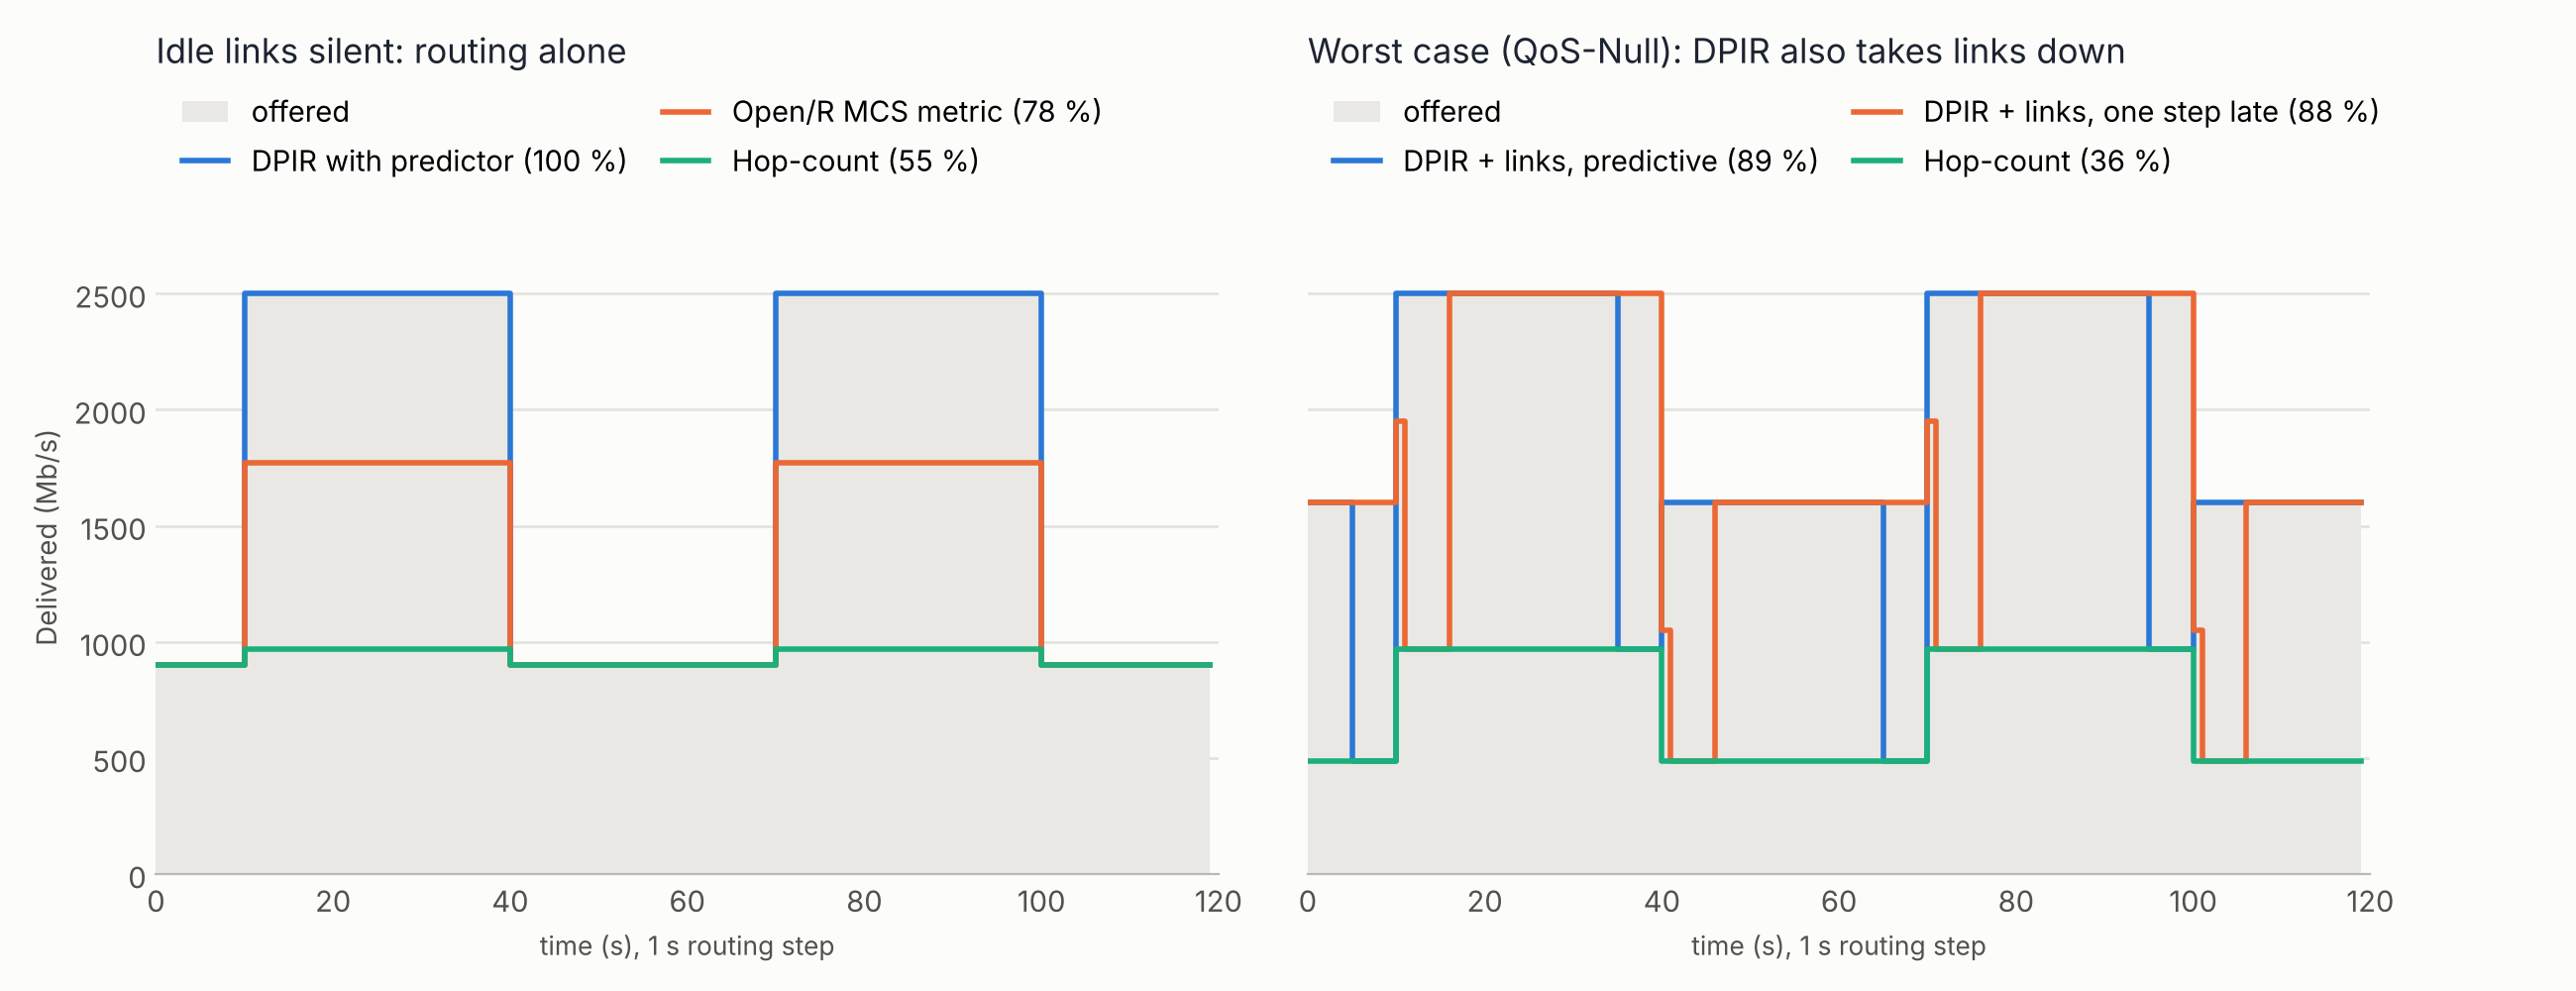 Idle links silent: routing alone
offered
Open/R MCS metric (78 %)
DPIR with predictor (100 %)
Hop-count (55 %)
Delivered (Mb/s)
2500
2000
1500
1000
500
0
0 20 40 60 80 100 120
time (s), 1 s routing step
Worst case (QoS-Null): DPIR also takes links down
offered
DPIR + links, one step late (88 %)
DPIR + links, predictive (89 %)
Hop-count (36 %)
0 20 40 60 80 100 120
time (s), 1 s routing step